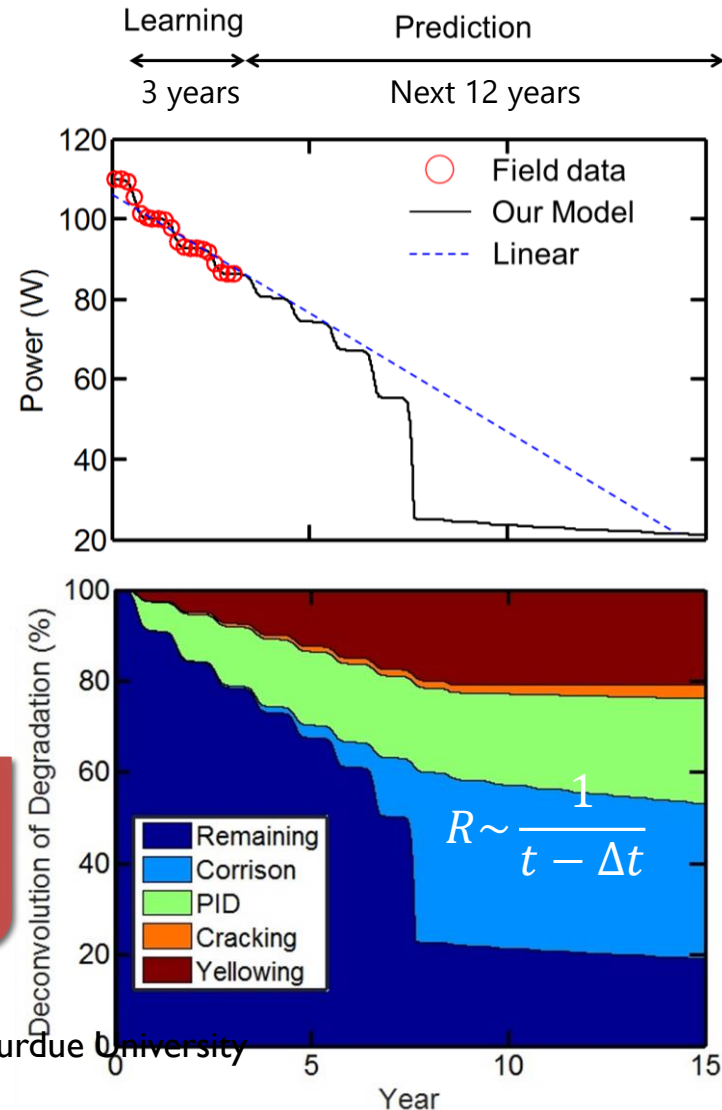 Learning Prediction
3 years Next 12 years
120
100
80
60
40
20
Power (W)
Field data
Our Model
Linear
100
80
60
40
20
0
Deconvolution of Degradation (%)
Remaining
Corrison
PID
Cracking
Yellowing
R~ 1
t − Δt
urdue University
0 5 10 15
Year